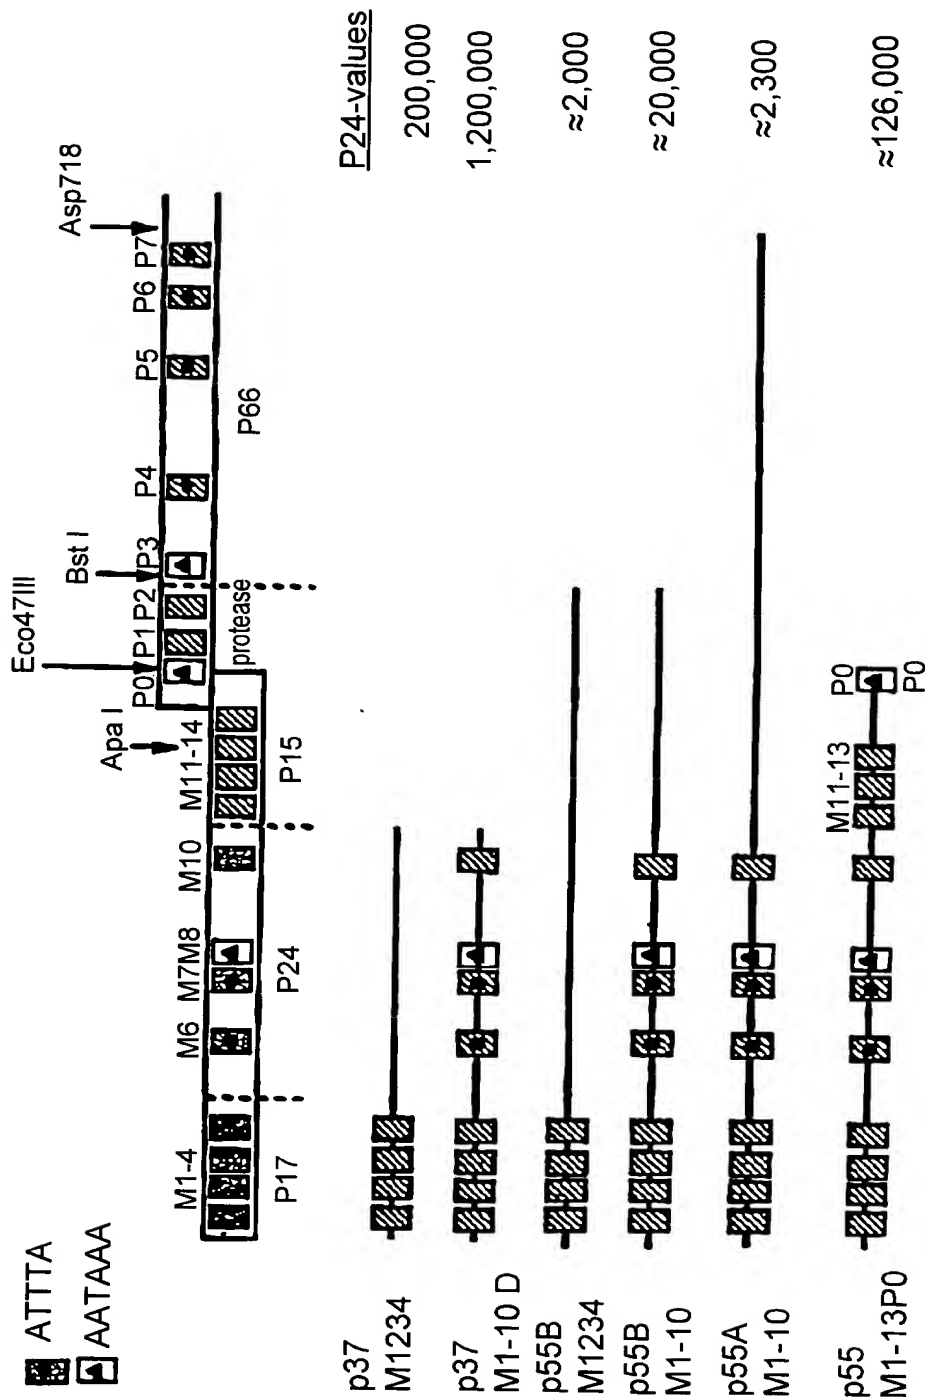 ATTTA
AATAAA
Eco47III
Asp718
Bst I
Apa I
M1-4
M6
M7M8
M10
M11-14
P0
P1
P2
P3
P4
P5
P6
P7
P17
P24
P15
protease
P66
P24-values
p37
M1234
200,000
p37
M1-10 D
1,200,000
p55B
M1234
≈2,000
p55B
M1-10
≈20,000
p55A
M1-10
≈2,300
p55
M1-13P0
M11-13
P0
P0
≈126,000